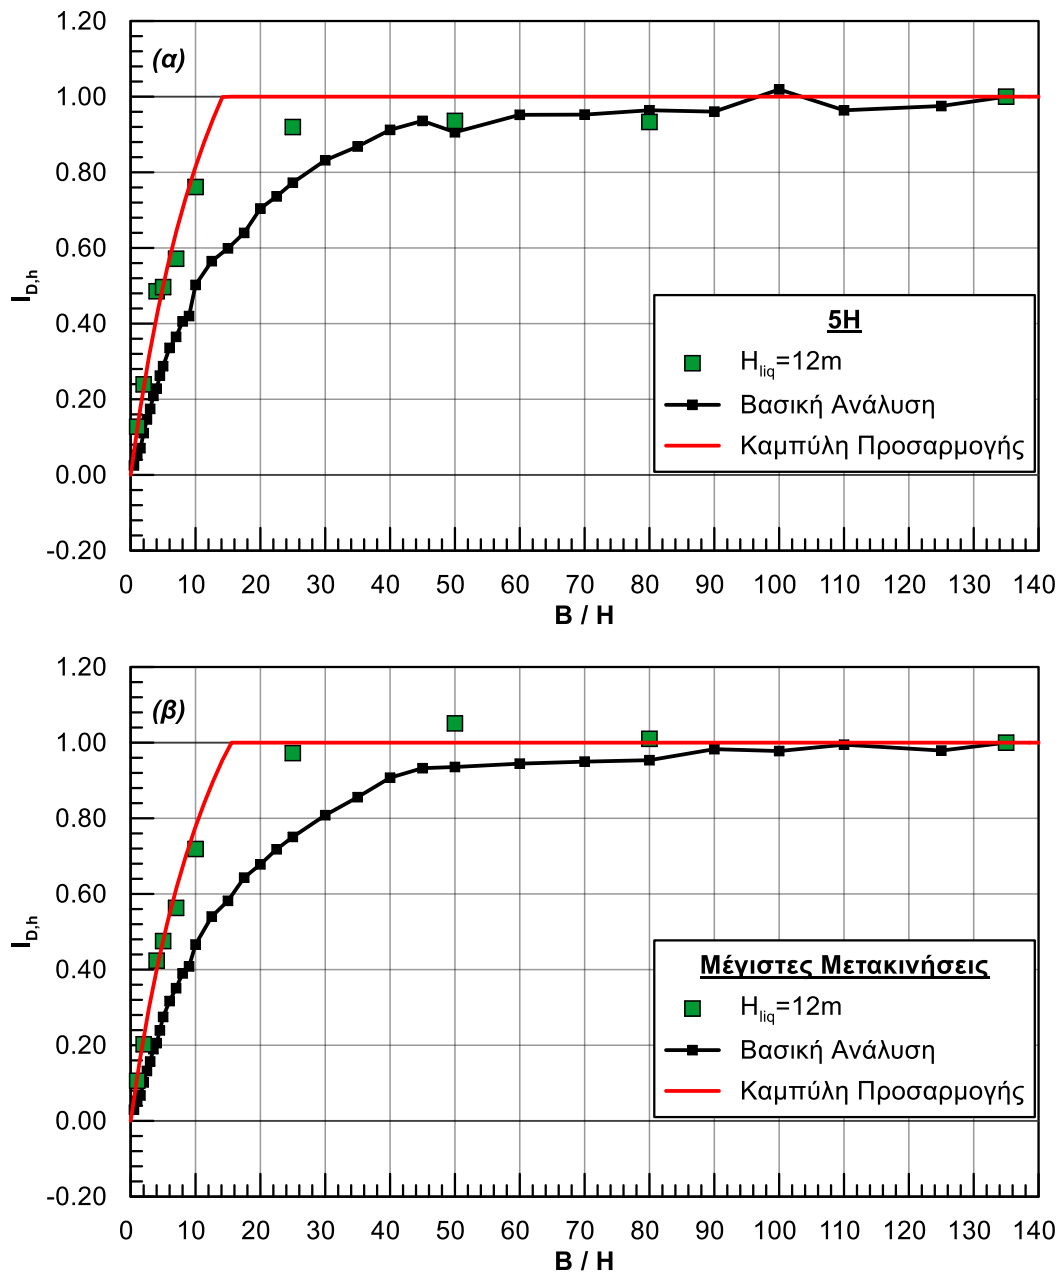 1.20
(α)
1.00
0.80
0.60
0.40
0.20
0.00
-0.20
I_D,h
5H
H_liq=12m
Βασική Ανάλυση
Καμπύλη Προσαρμογής
0 10 20 30 40 50 60 70 80 90 100 110 120 130 140
B / H
1.20
(β)
1.00
0.80
0.60
0.40
0.20
0.00
-0.20
I_D,h
Μέγιστες Μετακινήσεις
H_liq=12m
Βασική Ανάλυση
Καμπύλη Προσαρμογής
0 10 20 30 40 50 60 70 80 90 100 110 120 130 140
B / H